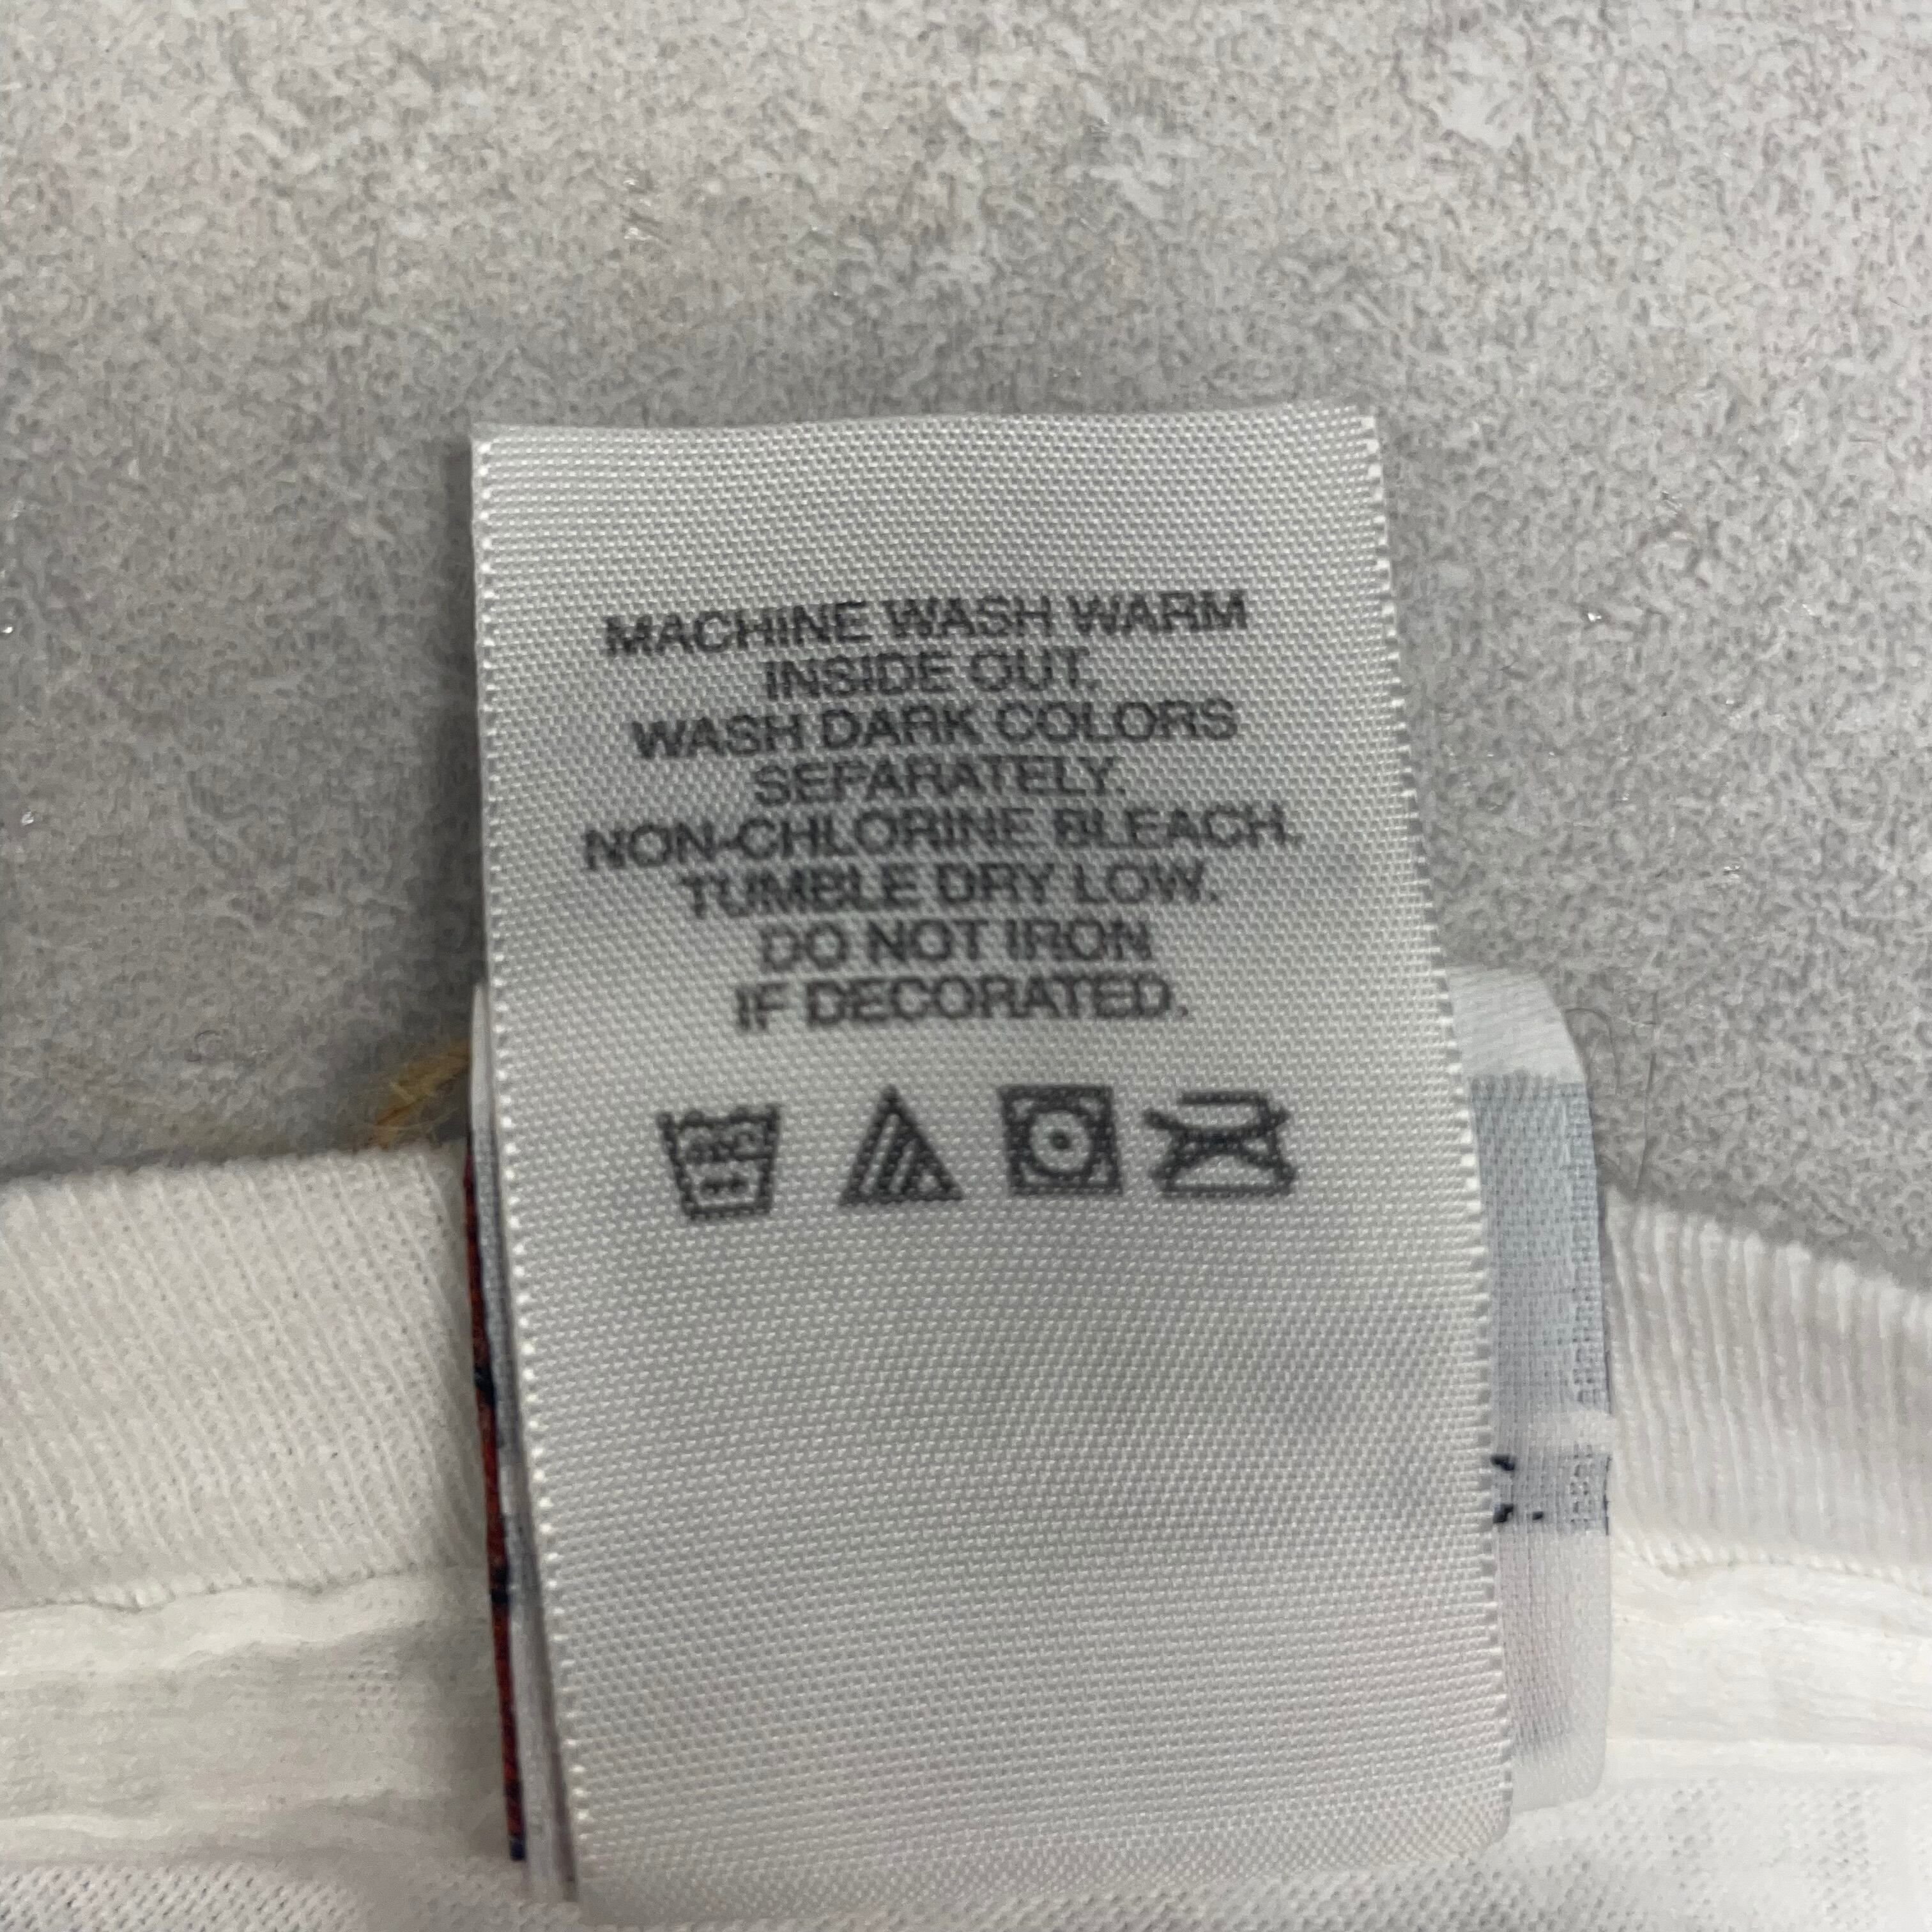 MACHINE WASH WARM
INSIDE OUT.
WASH DARK COLORS
SEPARATELY.
NON-CHLORINE BLEACH.
TUMBLE DRY LOW.
DO NOT IRON
IF DECORATED.